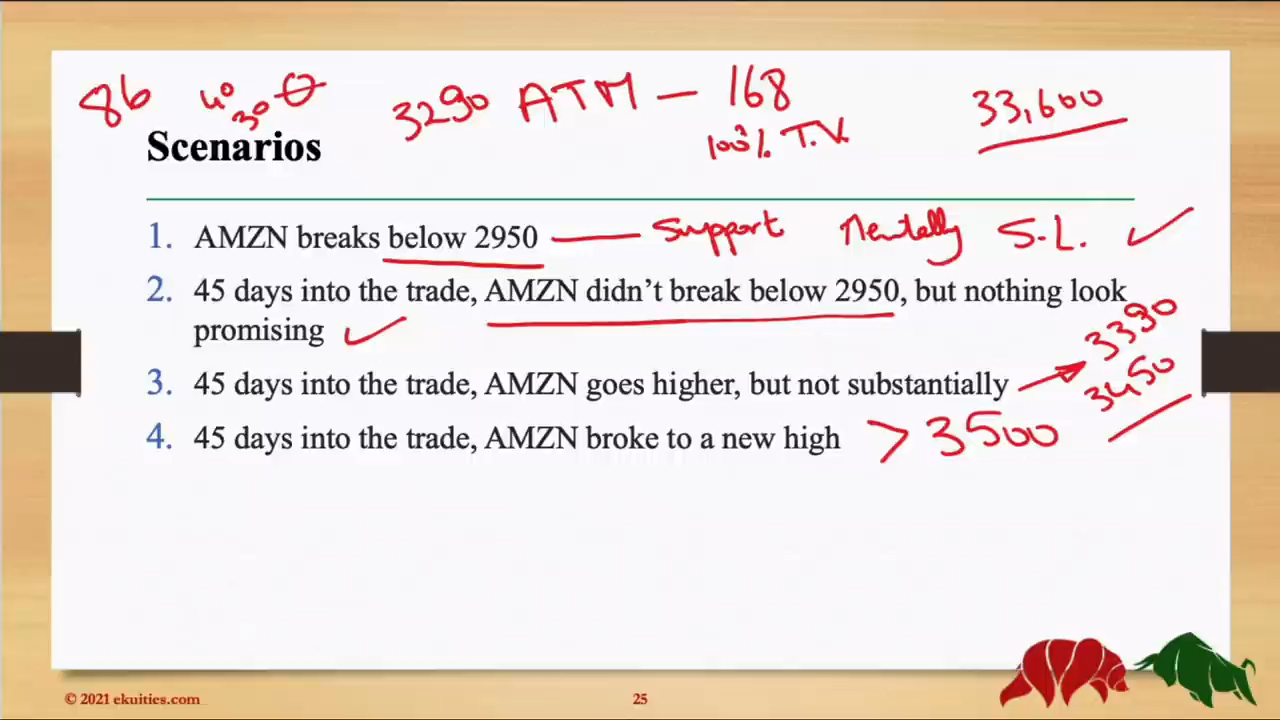 86 40 30 θ 3290 ATM – 168 33,600
100% T.V.
Scenarios
1. AMZN breaks below 2950 — Support Mentally S.L. ✓
2. 45 days into the trade, AMZN didn’t break below 2950, but nothing look
promising ✓
3390
3. 45 days into the trade, AMZN goes higher, but not substantially → 3450
4. 45 days into the trade, AMZN broke to a new high > 3500
© 2021 ekuities.com 25